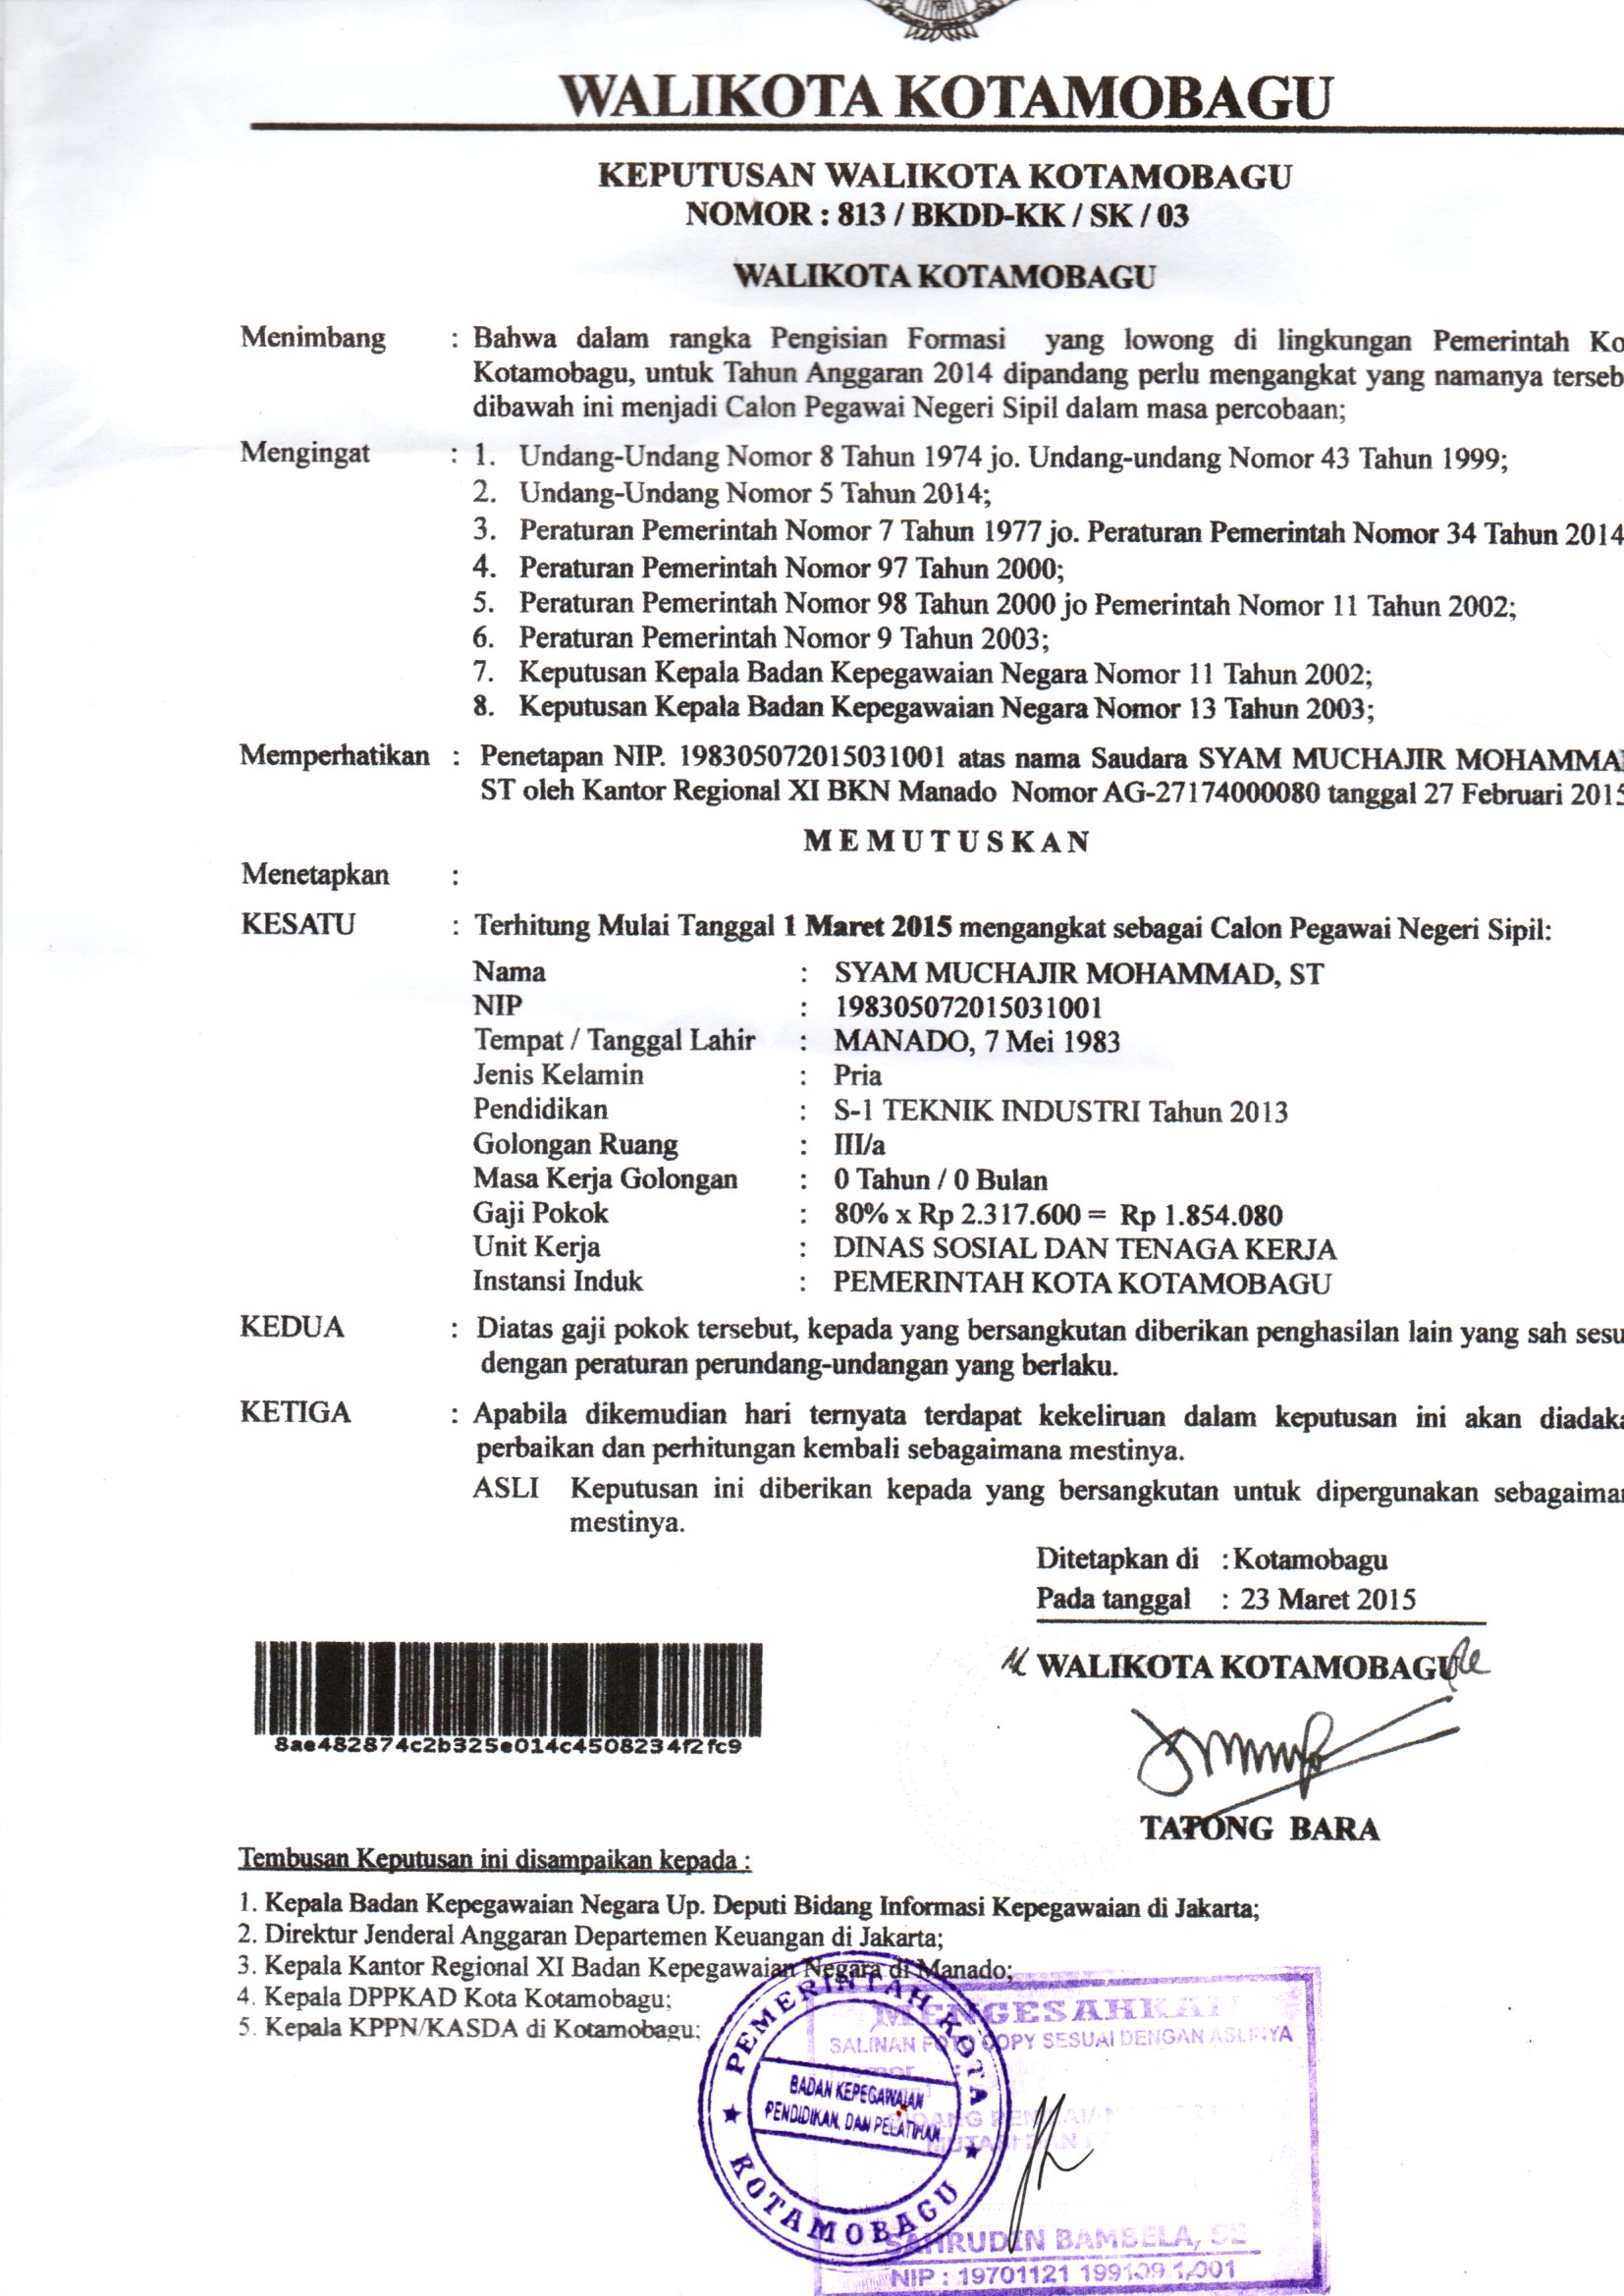 WALIKOTA KOTAMOBAGU
KEPUTUSAN WALIKOTA KOTAMOBAGU
NOMOR : 813 / BKDD-KK / SK / 03
WALIKOTA KOTAMOBAGU
Menimbang : Bahwa dalam rangka Pengisian Formasi yang lowong di lingkungan Pemerintah Ko
Kotamobagu, untuk Tahun Anggaran 2014 dipandang perlu mengangkat yang namanya terseb
dibawah ini menjadi Calon Pegawai Negeri Sipil dalam masa percobaan;
Mengingat : 1. Undang-Undang Nomor 8 Tahun 1974 jo. Undang-undang Nomor 43 Tahun 1999;
2. Undang-Undang Nomor 5 Tahun 2014;
3. Peraturan Pemerintah Nomor 7 Tahun 1977 jo. Peraturan Pemerintah Nomor 34 Tahun 2014
4. Peraturan Pemerintah Nomor 97 Tahun 2000;
5. Peraturan Pemerintah Nomor 98 Tahun 2000 jo Pemerintah Nomor 11 Tahun 2002;
6. Peraturan Pemerintah Nomor 9 Tahun 2003;
7. Keputusan Kepala Badan Kepegawaian Negara Nomor 11 Tahun 2002;
8. Keputusan Kepala Badan Kepegawaian Negara Nomor 13 Tahun 2003;
Memperhatikan : Penetapan NIP. 198305072015031001 atas nama Saudara SYAM MUCHAJIR MOHAMMA
ST oleh Kantor Regional XI BKN Manado Nomor AG-27174000080 tanggal 27 Februari 2015
MEMUTUSKAN
Menetapkan :
KESATU : Terhitung Mulai Tanggal 1 Maret 2015 mengangkat sebagai Calon Pegawai Negeri Sipil:
Nama : SYAM MUCHAJIR MOHAMMAD, ST
NIP : 198305072015031001
Tempat / Tanggal Lahir : MANADO, 7 Mei 1983
Jenis Kelamin : Pria
Pendidikan : S-1 TEKNIK INDUSTRI Tahun 2013
Golongan Ruang : III/a
Masa Kerja Golongan : 0 Tahun / 0 Bulan
Gaji Pokok : 80% x Rp 2.317.600 = Rp 1.854.080
Unit Kerja : DINAS SOSIAL DAN TENAGA KERJA
Instansi Induk : PEMERINTAH KOTA KOTAMOBAGU
KEDUA : Diatas gaji pokok tersebut, kepada yang bersangkutan diberikan penghasilan lain yang sah sesu
dengan peraturan perundang-undangan yang berlaku.
KETIGA : Apabila dikemudian hari ternyata terdapat kekeliruan dalam keputusan ini akan diadaka
perbaikan dan perhitungan kembali sebagaimana mestinya.
ASLI Keputusan ini diberikan kepada yang bersangkutan untuk dipergunakan sebagaiman
mestinya.
Ditetapkan di : Kotamobagu
Pada tanggal : 23 Maret 2015
WALIKOTA KOTAMOBAGU
8ae482874c2b325e014c4508234f2fc9
TATONG BARA
Tembusan Keputusan ini disampaikan kepada :
1. Kepala Badan Kepegawaian Negara Up. Deputi Bidang Informasi Kepegawaian di Jakarta;
2. Direktur Jenderal Anggaran Departemen Keuangan di Jakarta;
3. Kepala Kantor Regional XI Badan Kepegawaian Negara di Manado;
4. Kepala DPPKAD Kota Kotamobagu;
5. Kepala KPPN/KASDA di Kotamobagu;
PEMERINTAH KOTA
BADAN KEPEGAWAIAN
PENDIDIKAN, DAN PELATIHAN
KOTAMOBAGU
MENGESAHKAN
SALINAN FOTO COPY SESUAI DENGAN ASLINYA
SAHRUDIN BAMBELA, SE
NIP : 19701121 199109 1,001